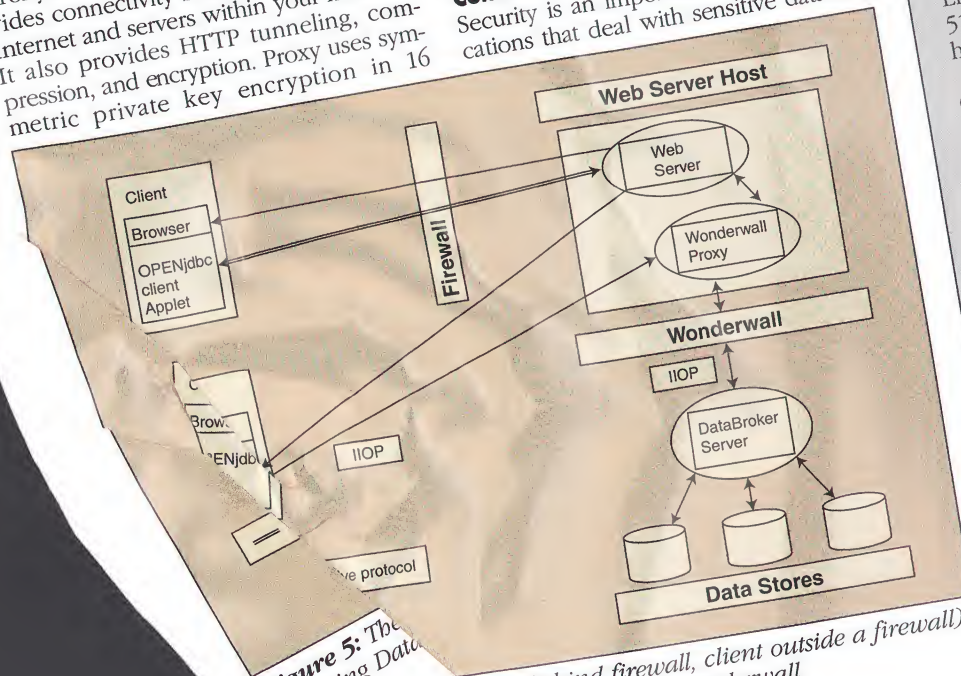 vides connectivity
Internet and servers within your
It also provides HTTP tunneling, com-
pression, and encryption. Proxy uses sym-
metric private key encryption in 16
Security is an
cations that deal with sensitive
Web Server Host
Web
Server
Wonderwall
Proxy
Client
Browser
OPENjdbc
client
Applet
Firewall
Wonderwall
IIOP
DataBroker
Server
Data Stores
IIOP
protocol
5: The
firewall, client outside a firewall)